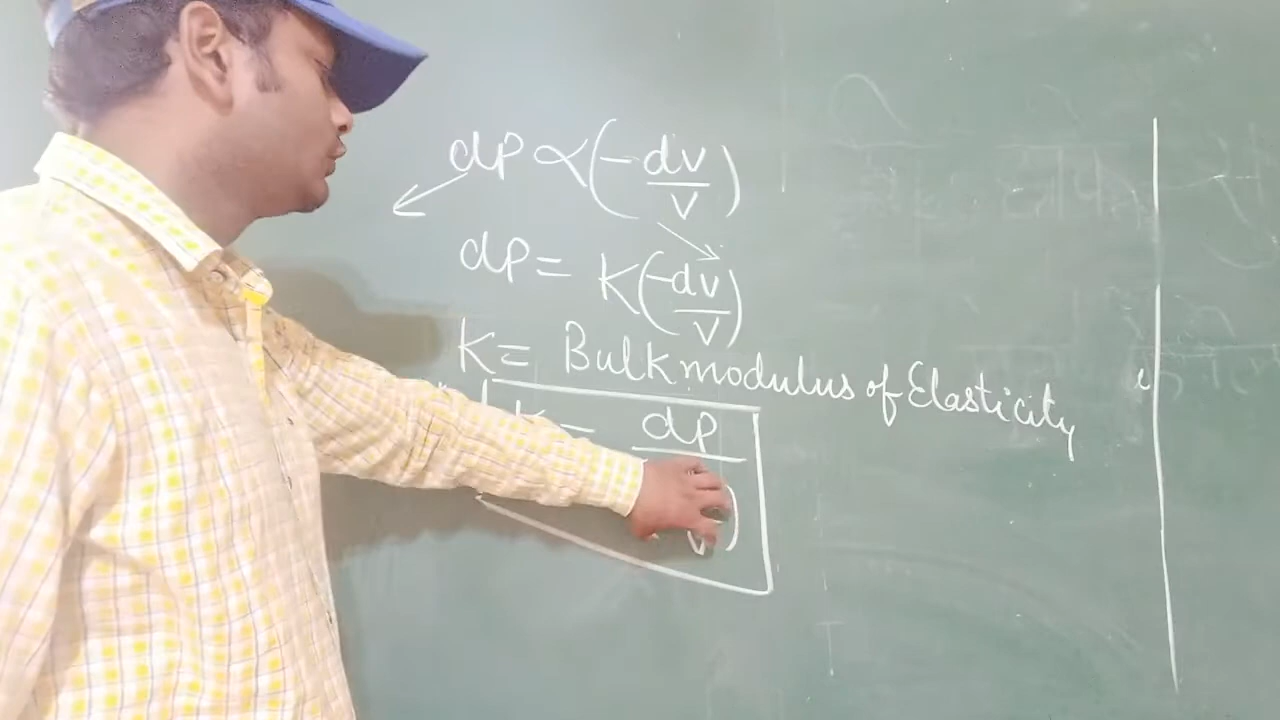 dp ∝ (-dv/v)
dp = K(-dv/v)
K = Bulk modulus of Elasticity
K = dp/( v)